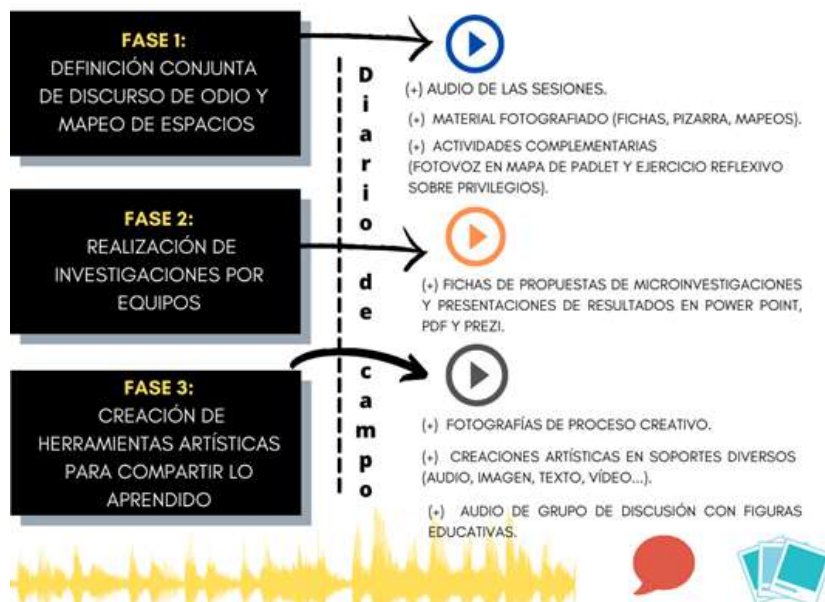 FASE 1:
DEFINICIÓN CONJUNTA
DE DISCURSO DE ODIO Y
MAPEO DE ESPACIOS
(+) AUDIO DE LAS SESIONES.
(+) MATERIAL FOTOGRAFIADO (FICHAS, PIZARRA, MAPEOS).
(+) ACTIVIDADES COMPLEMENTARIAS
(FOTOVOZ EN MAPA DE PADLET Y EJERCICIO REFLEXIVO
SOBRE PRIVILEGIOS).
Diario de campo
FASE 2:
REALIZACIÓN DE
INVESTIGACIONES POR
EQUIPOS
(+) FICHAS DE PROPUESTAS DE MICROINVESTIGACIONES
Y PRESENTACIONES DE RESULTADOS EN POWER POINT,
PDF Y PREZI.
FASE 3:
CREACIÓN DE
HERRAMIENTAS ARTÍSTICAS
PARA COMPARTIR LO
APRENDIDO
(+) FOTOGRAFÍAS DE PROCESO CREATIVO.
(+) CREACIONES ARTÍSTICAS EN SOPORTES DIVERSOS
(AUDIO, IMAGEN, TEXTO, VÍDEO...).
(+) AUDIO DE GRUPO DE DISCUSIÓN CON FIGURAS
EDUCATIVAS.